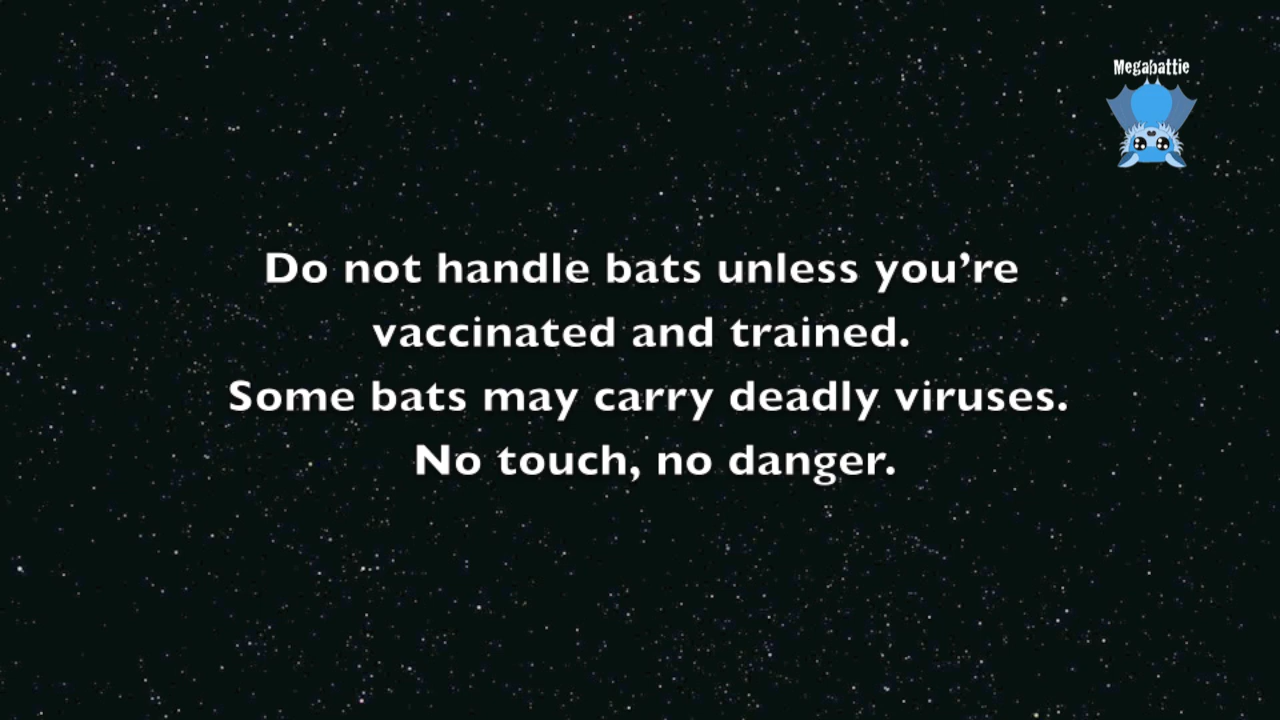 Megabattie
Do not handle bats unless you’re
vaccinated and trained.
Some bats may carry deadly viruses.
No touch, no danger.